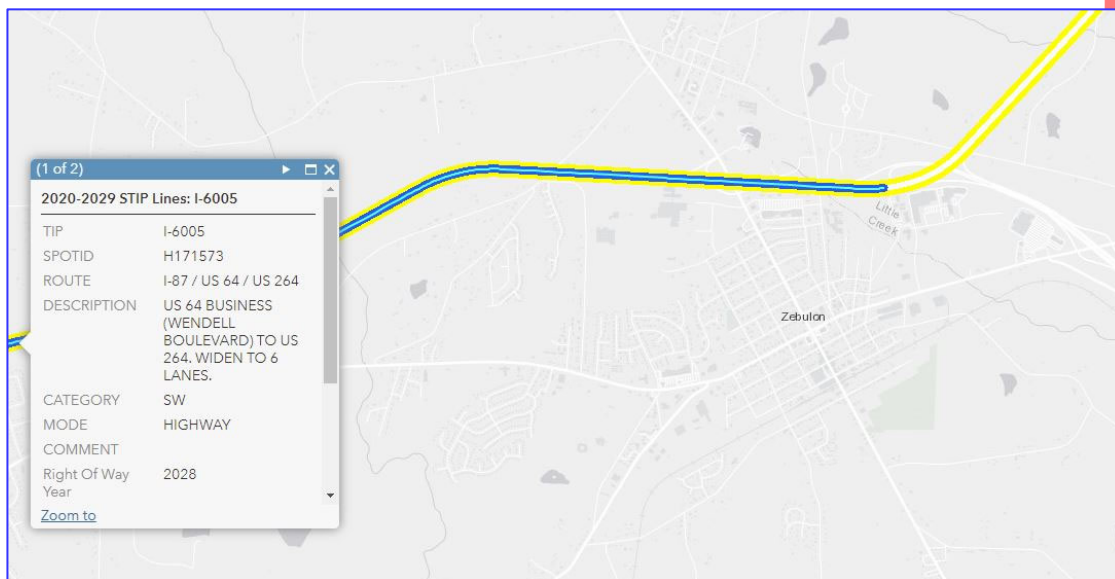 (1 of 2)
2020-2029 STIP Lines: I-6005
TIP I-6005
SPOTID H171573
ROUTE I-87 / US 64 / US 264
DESCRIPTION US 64 BUSINESS
(WENDELL
BOULEVARD) TO US
264. WIDEN TO 6
LANES.
CATEGORY SW
MODE HIGHWAY
COMMENT
Right Of Way 2028
Year
Zoom to
Little
Creek
Zebulon